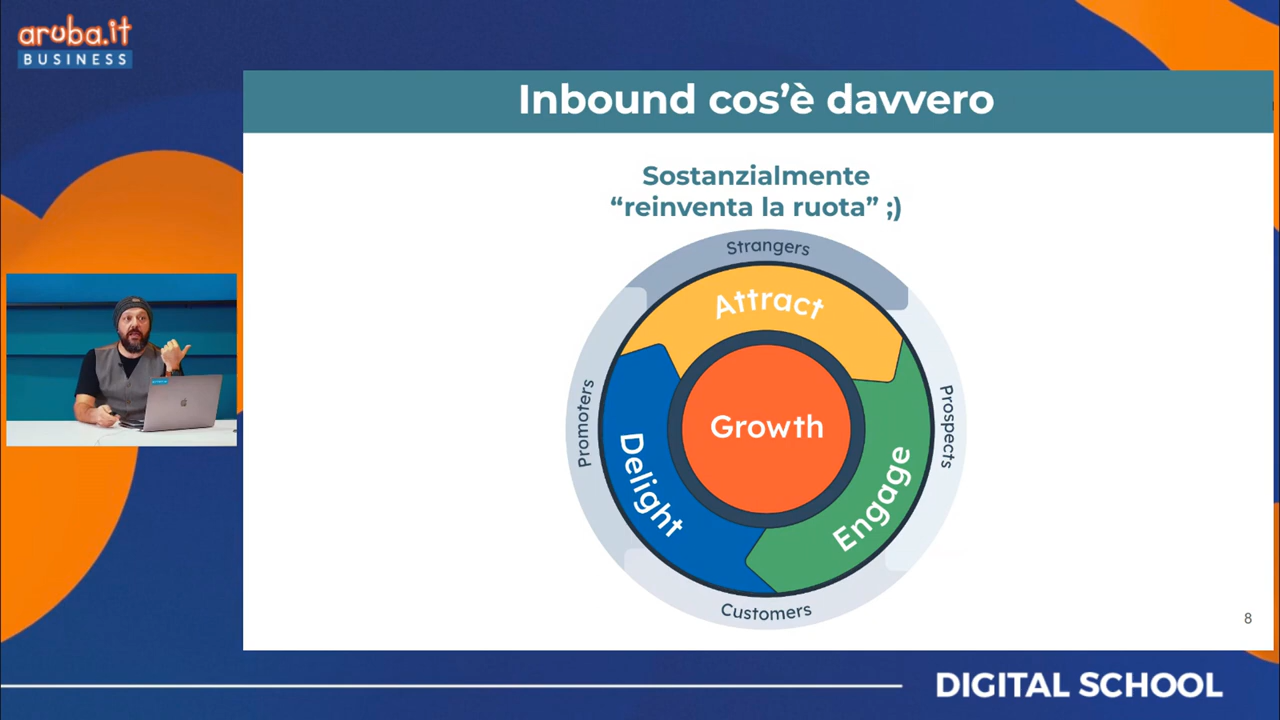 aruba.it
BUSINESS
Inbound cos’è davvero
Sostanzialmente
“reinventa la ruota” ;)
Strangers
Attract
Promoters
Growth
Prospects
Delight
Engage
Customers
8
DIGITAL SCHOOL